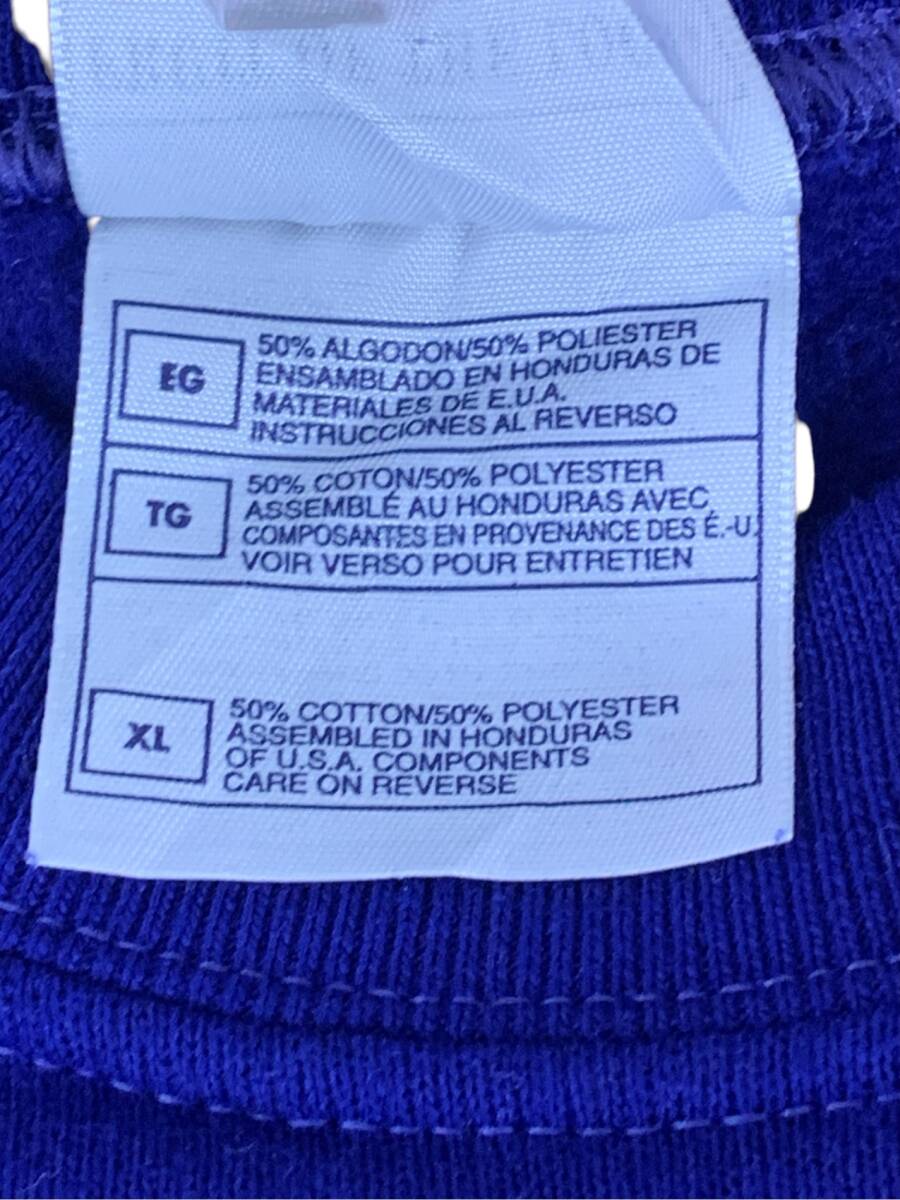 EG
50% ALGODON/50% POLIESTER
ENSAMBLADO EN HONDURAS DE
MATERIALES DE E.U.A.
INSTRUCCIONES AL REVERSO
TG
50% COTON/50% POLYESTER
ASSEMBLÉ AU HONDURAS AVEC
COMPOSANTES EN PROVENANCE DES É.-U.
VOIR VERSO POUR ENTRETIEN
XL
50% COTTON/50% POLYESTER
ASSEMBLED IN HONDURAS
OF U.S.A. COMPONENTS
CARE ON REVERSE